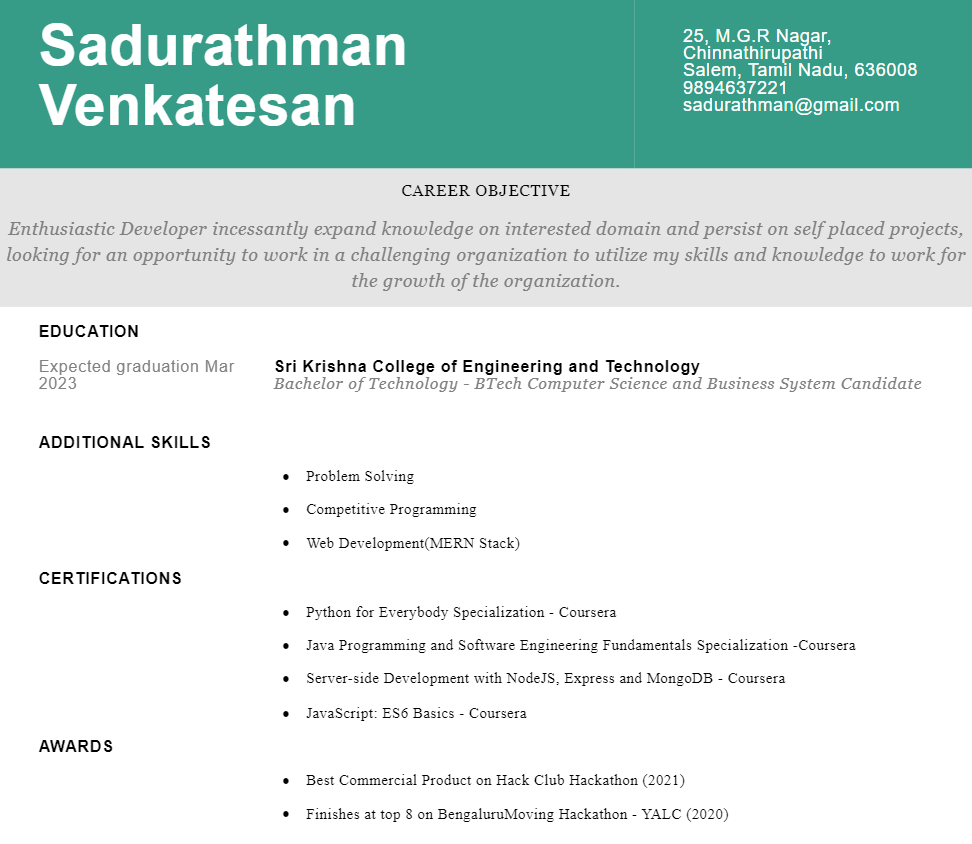 Sadurathman
Venkatesan
25, M.G.R Nagar,
Chinnathirupathi
Salem, Tamil Nadu, 636008
9894637221
sadurathman@gmail.com
CAREER OBJECTIVE
Enthusiastic Developer incessantly expand knowledge on interested domain and persist on self placed projects,
looking for an opportunity to work in a challenging organization to utilize my skills and knowledge to work for
the growth of the organization.
EDUCATION
Expected graduation Mar
2023
Sri Krishna College of Engineering and Technology
Bachelor of Technology - BTech Computer Science and Business System Candidate
ADDITIONAL SKILLS
• Problem Solving
• Competitive Programming
• Web Development(MERN Stack)
CERTIFICATIONS
• Python for Everybody Specialization - Coursera
• Java Programming and Software Engineering Fundamentals Specialization -Coursera
• Server-side Development with NodeJS, Express and MongoDB - Coursera
• JavaScript: ES6 Basics - Coursera
AWARDS
• Best Commercial Product on Hack Club Hackathon (2021)
• Finishes at top 8 on BengaluruMoving Hackathon - YALC (2020)